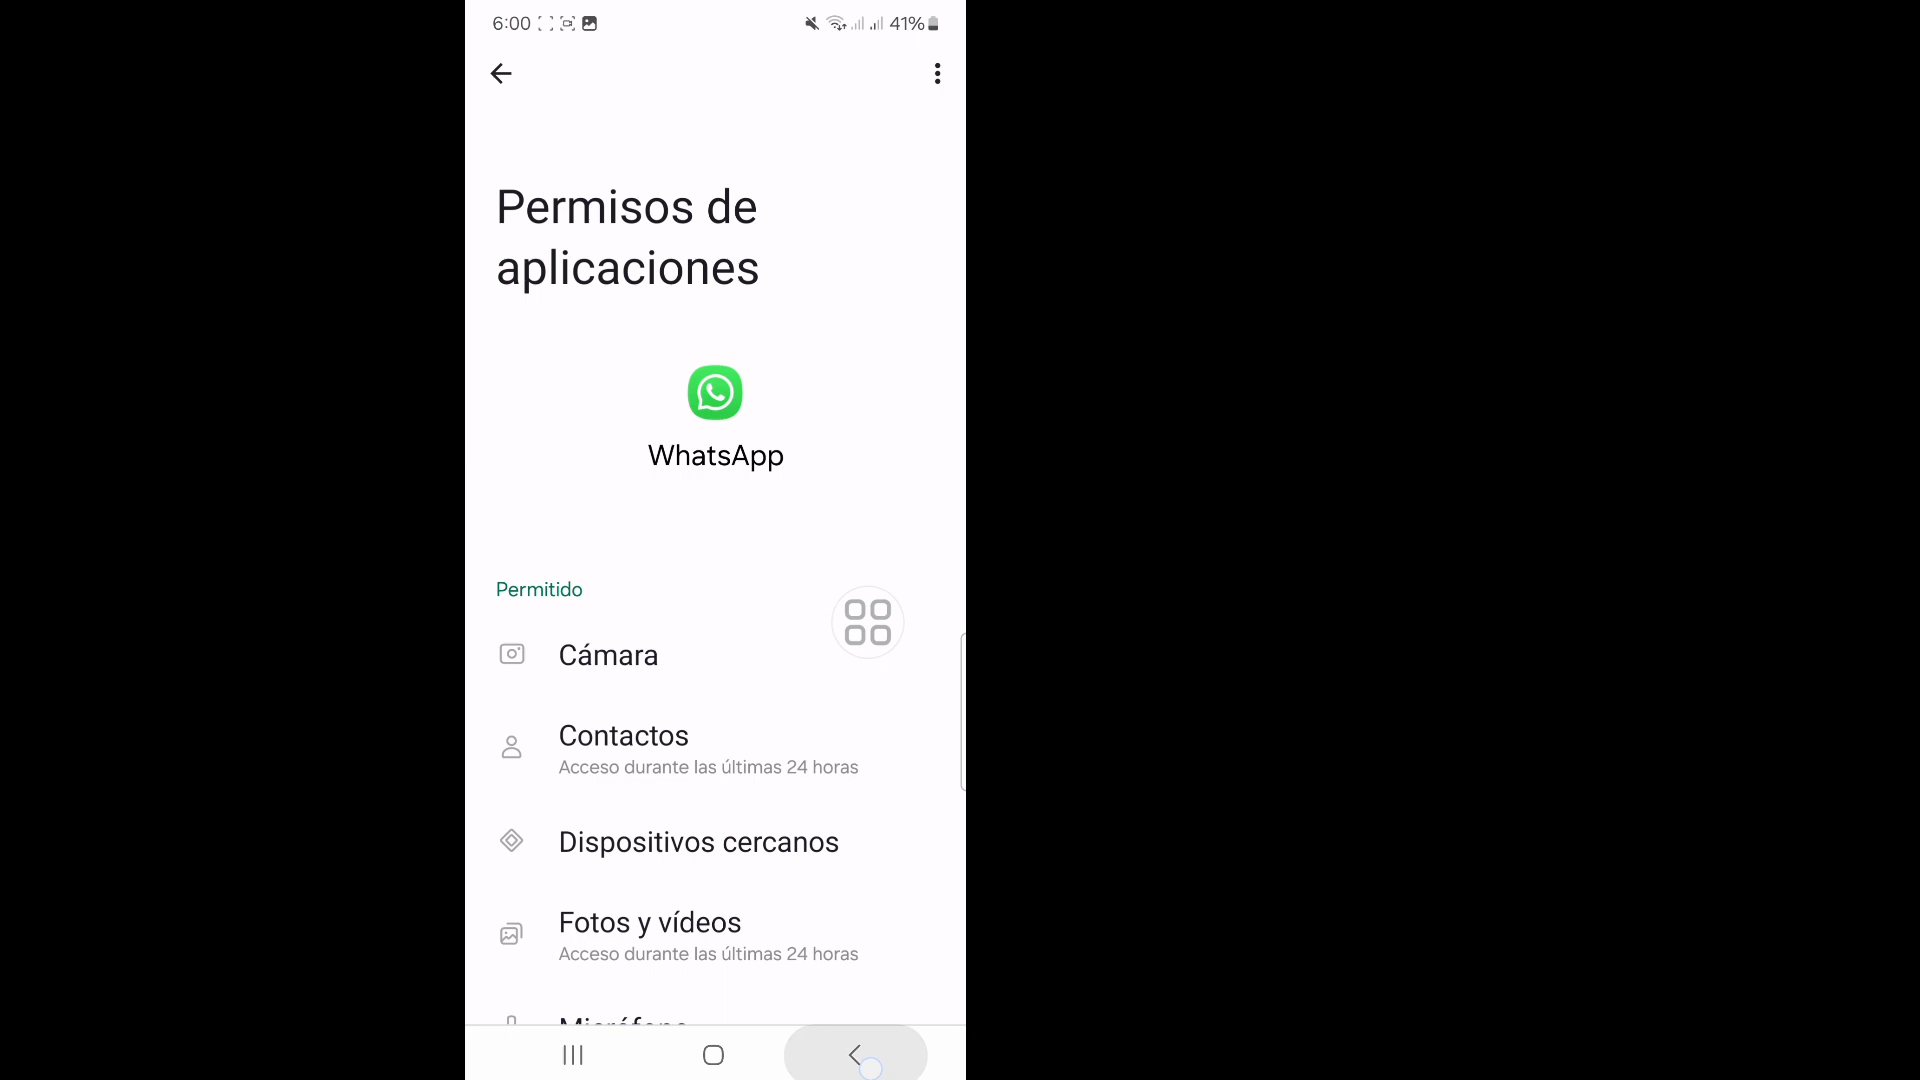 6:00
41%
Permisos de
aplicaciones
WhatsApp
Permitido
Cámara
Contactos
Acceso durante las últimas 24 horas
Dispositivos cercanos
Fotos y vídeos
Acceso durante las últimas 24 horas
Micrófono